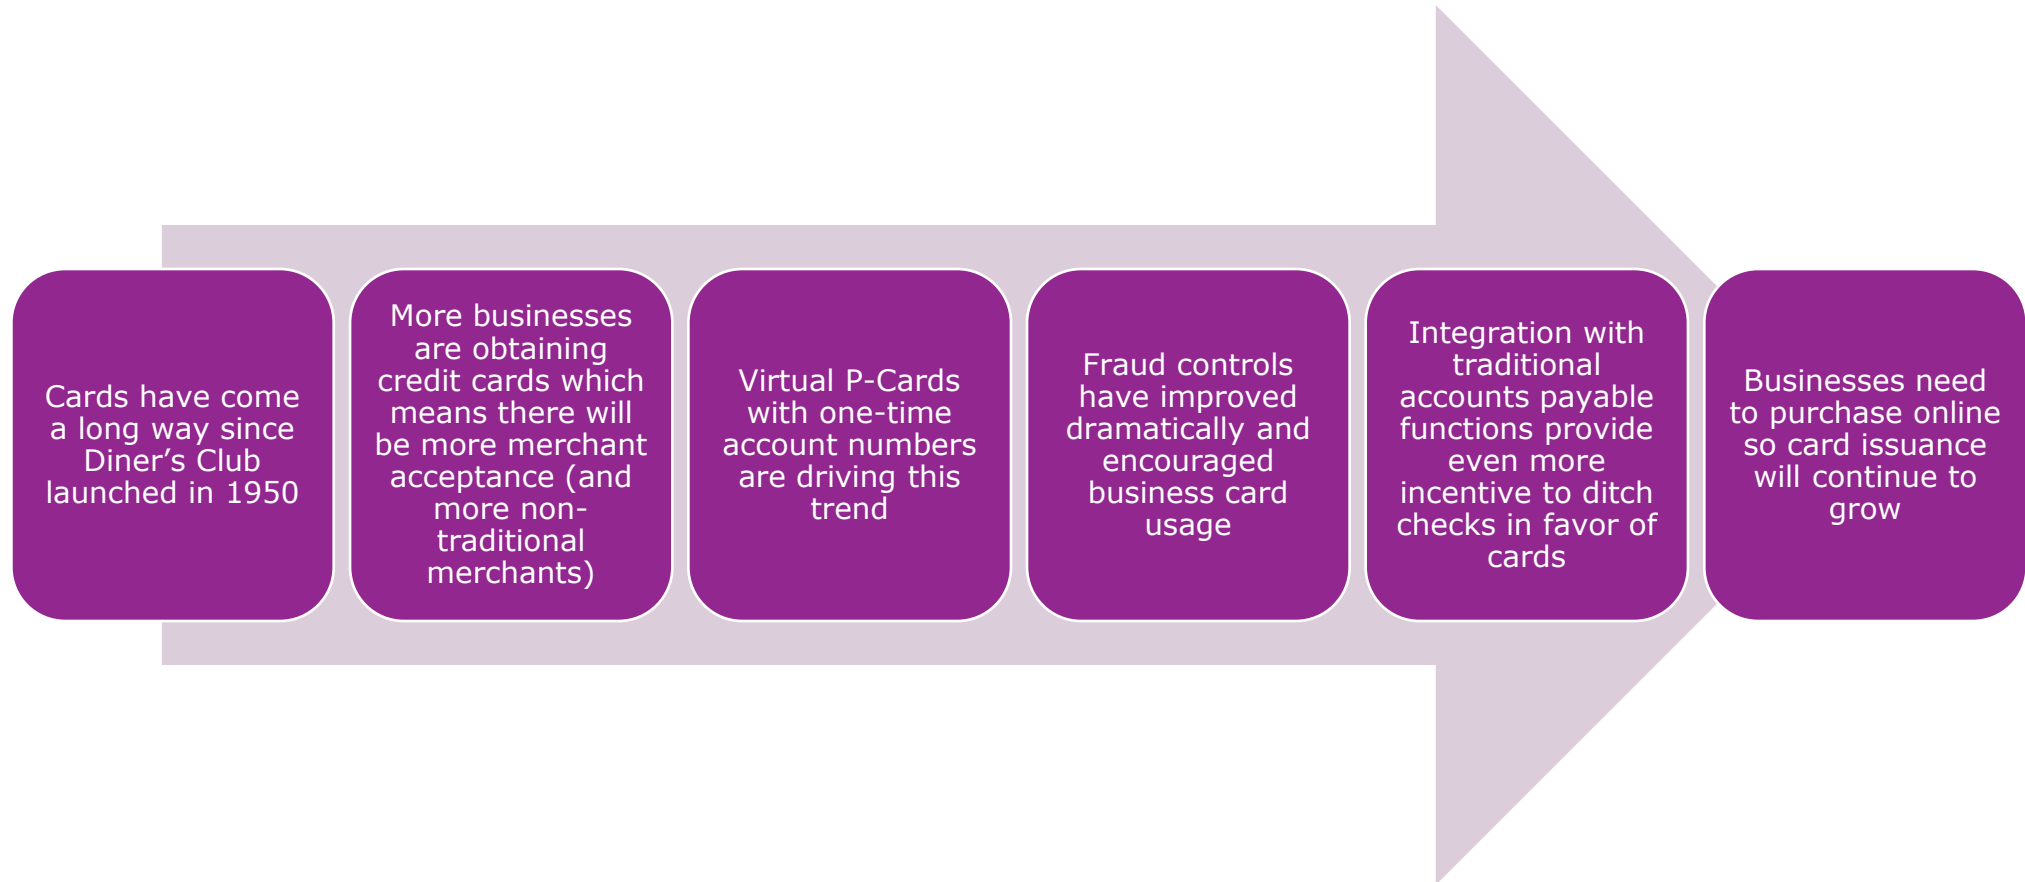 Cards have come
a long way since
Diner’s Club
launched in 1950
More businesses
are obtaining
credit cards which
means there will
be more merchant
acceptance (and
more non-
traditional
merchants)
Virtual P-Cards
with one-time
account numbers
are driving this
trend
Fraud controls
have improved
dramatically and
encouraged
business card
usage
Integration with
traditional
accounts payable
functions provide
even more
incentive to ditch
checks in favor of
cards
Businesses need
to purchase online
so card issuance
will continue to
grow